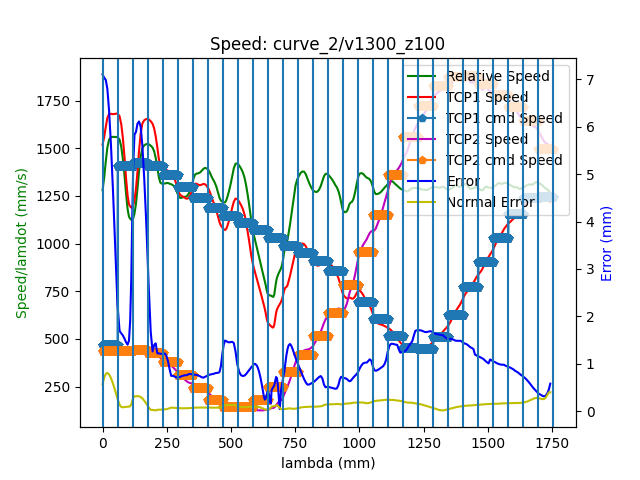 Speed: curve_2/v1300_z100
Speed/lamdot (mm/s)
1750
1500
1250
1000
750
500
250
0
250
500
750
1000
1250
1500
1750
lambda (mm)
7
6
5
4
3
2
1
0
Error (mm)
Relative Speed
TCP1 Speed
TCP1 cmd Speed
TCP2 Speed
TCP2 cmd Speed
Error
Normal Error